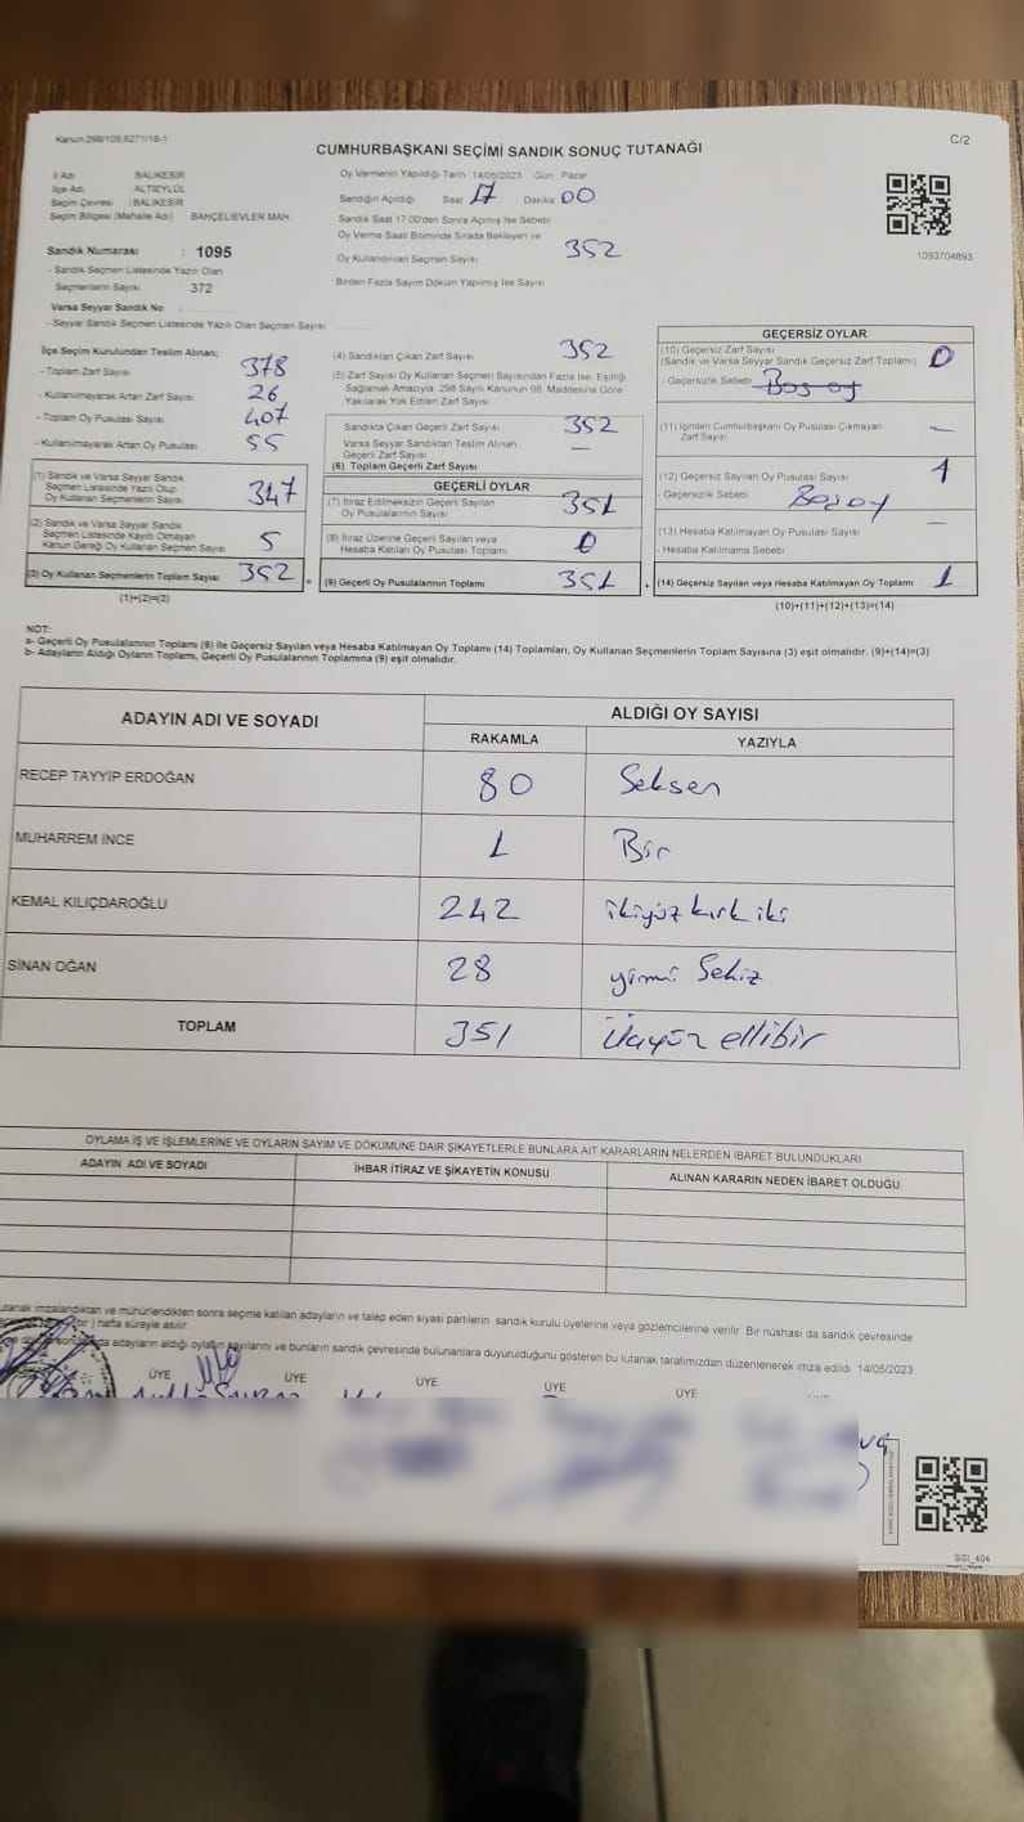 Kanun:298/105,6271/18-1
C/2
CUMHURBAŞKANI SEÇİMİ SANDIK SONUÇ TUTANAĞI
İl Adı BALIKESİR
İlçe Adı ALTIEYLÜL
Seçim Çevresi BALIKESİR
Seçim Bölgesi (Mahalle Adı) BAHÇELİEVLER MAH.
Oy Vermenin Yapıldığı Tarih 14/05/2023 Gün Pazar
Sandığın Açıldığı Saat 17 Dakika 00
Sandık Saat 17.00'den Sonra Açılmış İse Sebebi
Oy Verme Saati Bitiminde Sırada Bekleyen ve
Oy Kullandırılan Seçmen Sayısı 352
Birden Fazla Sayım Döküm Yapılmış İse Sayısı
1093704893
Sandık Numarası : 1095
- Sandık Seçmen Listesinde Yazılı Olan
Seçmenlerin Sayısı 372
Varsa Seyyar Sandık No
- Seyyar Sandık Seçmen Listesinde Yazılı Olan Seçmen Sayısı
İlçe Seçim Kurulundan Teslim Alınan;
- Toplam Zarf Sayısı 378
- Kullanılmayarak Artan Zarf Sayısı 26
- Toplam Oy Pusulası Sayısı 407
- Kullanılmayarak Artan Oy Pusulası 55
(1) Sandık ve Varsa Seyyar Sandık
Seçmen Listesinde Yazılı Olup
Oy Kullanan Seçmenlerin Sayısı 347
(2) Sandık ve Varsa Seyyar Sandık
Seçmen Listesinde Kayıtlı Olmayan
Kanun Gereği Oy Kullanan Seçmen Sayısı 5
(3) Oy Kullanan Seçmenlerin Toplam Sayısı 352
(1)+(2)=(3)
(4) Sandıktan Çıkan Zarf Sayısı 352
(5) Zarf Sayısı Oy Kullanan Seçmen Sayısından Fazla İse, Eşitliği
Sağlamak Amacıyla, 298 Sayılı Kanunun 98. Maddesine Göre
Yakılarak Yok Edilen Zarf Sayısı
Sandıkta Çıkan Geçerli Zarf Sayısı 352
Varsa Seyyar Sandıktan Teslim Alınan
Geçerli Zarf Sayısı —
(6) Toplam Geçerli Zarf Sayısı
GEÇERLİ OYLAR
(7) İtiraz Edilmeksizin Geçerli Sayılan
Oy Pusulalarının Sayısı 351
(8) İtiraz Üzerine Geçerli Sayılan veya
Hesaba Katılan Oy Pusulası Toplamı 0
= (9) Geçerli Oy Pusulalarının Toplamı 351
GEÇERSİZ OYLAR
(10) Geçersiz Zarf Sayısı
(Sandık ve Varsa Seyyar Sandık Geçersiz Zarf Toplamı) 0
- Geçersizlik Sebebi Boş oy
(11) İçinden Cumhurbaşkanı Oy Pusulası Çıkmayan
Zarf Sayısı —
(12) Geçersiz Sayılan Oy Pusulası Sayısı 1
- Geçersizlik Sebebi Boş oy
(13) Hesaba Katılmayan Oy Pusulası Sayısı —
- Hesaba Katılmama Sebebi
+ (14) Geçersiz Sayılan veya Hesaba Katılmayan Oy Toplamı 1
(10)+(11)+(12)+(13)=(14)
NOT:
a- Geçerli Oy Pusulalarının Toplamı (9) ile Geçersiz Sayılan veya Hesaba Katılmayan Oy Toplamı (14) Toplamları, Oy Kullanan Seçmenlerin Toplam Sayısına (3) eşit olmalıdır. (9)+(14)=(3)
b- Adayların Aldığı Oyların Toplamı, Geçerli Oy Pusulalarının Toplamına (9) eşit olmalıdır.
ADAYIN ADI VE SOYADI ALDIĞI OY SAYISI
RAKAMLA YAZIYLA
RECEP TAYYİP ERDOĞAN 80 Seksen
MUHARREM İNCE 1 Bir
KEMAL KILIÇDAROĞLU 242 ikiyüz kırk iki
SİNAN OĞAN 28 yirmi Sekiz
TOPLAM 351 Üçyüz ellibir
OYLAMA İŞ VE İŞLEMLERİNE VE OYLARIN SAYIM VE DÖKÜMÜNE DAİR ŞİKAYETLERLE BUNLARA AİT KARARLARIN NELERDEN İBARET BULUNDUKLARI
ADAYIN ADI VE SOYADI İHBAR İTİRAZ VE ŞİKAYETİN KONUSU ALINAN KARARIN NEDEN İBARET OLDUĞU
imzalandıktan ve mühürlendikten sonra seçime katılan adayların ve talep eden siyasi partilerin sandık kurulu üyelerine veya gözlemcilerine verilir. Bir nüshası da sandık çevresinde
) hafta süreyle asılır
adayların aldığı oyların sayılarını ve bunların sandık çevresinde bulunanlara duyurulduğunu gösteren bu tutanak tarafımızdan düzenlenerek imza edildi. 14/05/2023
ÜYE ÜYE ÜYE ÜYE ÜYE